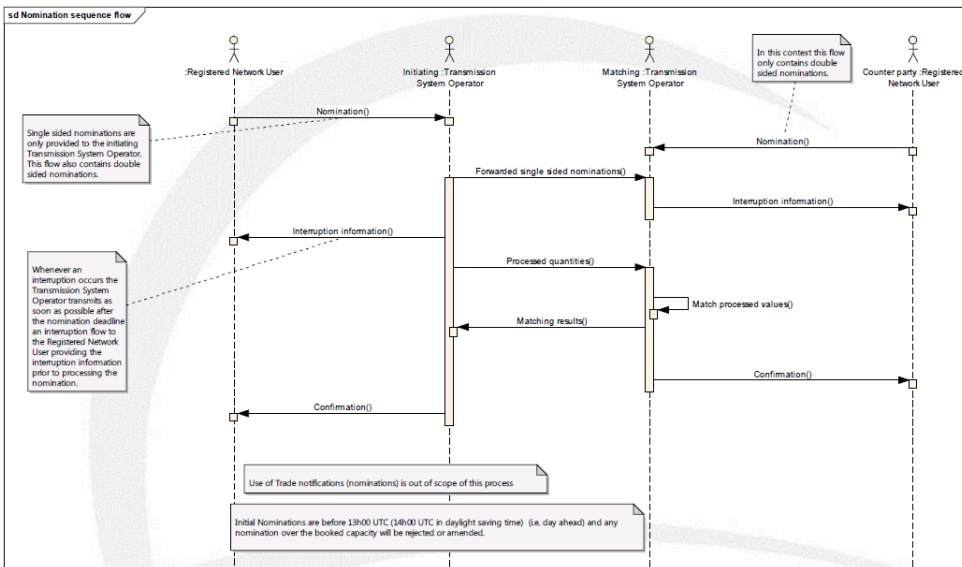 sd Nomination sequence flow
:Registered Network User
Initiating :Transmission
System Operator
Matching :Transmission
System Operator
In this context this flow
only contains double
sided nominations.
Counter party :Registered
Network User
Nomination()
Single sided nominations are
only provided to the initiating
Transmission System Operator.
This flow also contains double
sided nominations.
Nomination()
Forwarded single sided nominations()
Interruption information()
Interruption information()
Whenever an
interruption occurs the
Transmission System
Operator transmits as
soon as possible after
the nomination deadline
an interruption flow to
the Registered Network
User providing the
interruption information
prior to processing the
nomination.
Processed quantities()
Match processed values()
Matching results()
Confirmation()
Confirmation()
Use of Trade notifications (nominations) is out of scope of this process
Initial Nominations are before 13h00 UTC (14h00 UTC in daylight saving time) (i.e. day ahead) and any
nomination over the booked capacity will be rejected or amended.